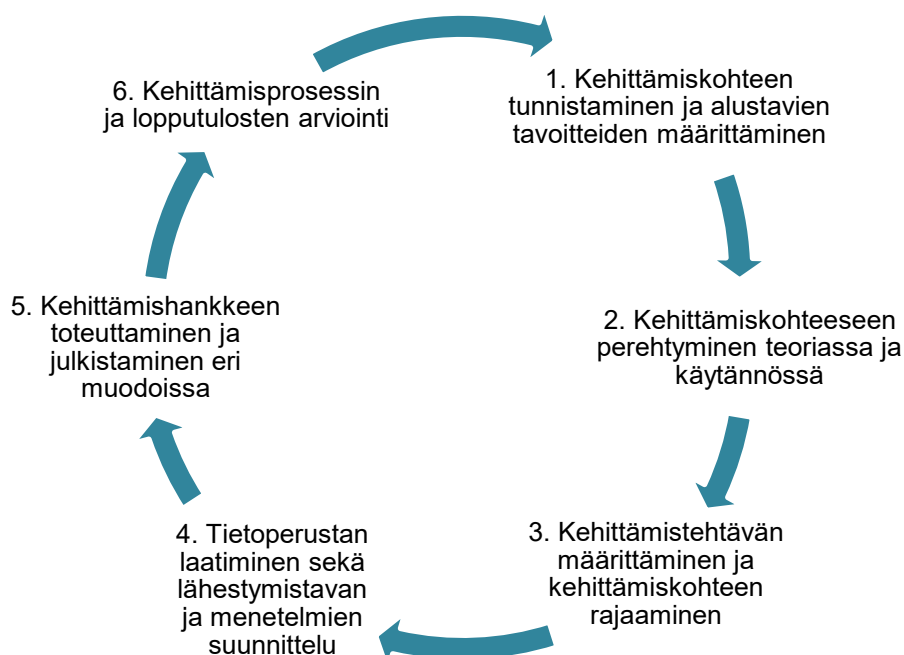 1. Kehittämiskohteen
tunnistaminen ja alustavien
tavoitteiden määrittäminen
2. Kehittämiskohteeseen
perehtyminen teoriassa ja
käytännössä
3. Kehittämistehtävän
määrittäminen ja
kehittämiskohteen
rajaaminen
4. Tietoperustan
laatiminen sekä
lähestymistavan
ja menetelmien
suunnittelu
5. Kehittämishankkeen
toteuttaminen ja
julkistaminen eri
muodoissa
6. Kehittämisprosessin
ja lopputulosten arviointi